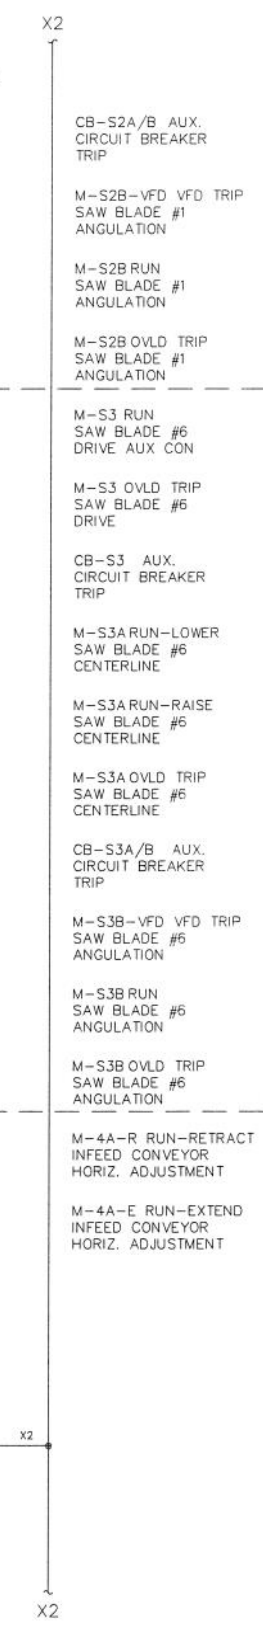 X2
CB-S2A/B AUX.
CIRCUIT BREAKER
TRIP
M-S2B-VFD VFD TRIP
SAW BLADE #1
ANGULATION
M-S2B RUN
SAW BLADE #1
ANGULATION
M-S2B OVLD TRIP
SAW BLADE #1
ANGULATION
M-S3 RUN
SAW BLADE #6
DRIVE AUX CON
M-S3 OVLD TRIP
SAW BLADE #6
DRIVE
CB-S3 AUX.
CIRCUIT BREAKER
TRIP
M-S3A RUN-LOWER
SAW BLADE #6
CENTERLINE
M-S3A RUN-RAISE
SAW BLADE #6
CENTERLINE
M-S3A OVLD TRIP
SAW BLADE #6
CENTERLINE
CB-S3A/B AUX.
CIRCUIT BREAKER
TRIP
M-S3B-VFD VFD TRIP
SAW BLADE #6
ANGULATION
M-S3B RUN
SAW BLADE #6
ANGULATION
M-S3B OVLD TRIP
SAW BLADE #6
ANGULATION
M-4A-R RUN-RETRACT
INFEED CONVEYOR
HORIZ. ADJUSTMENT
M-4A-E RUN-EXTEND
INFEED CONVEYOR
HORIZ. ADJUSTMENT
X2
X2